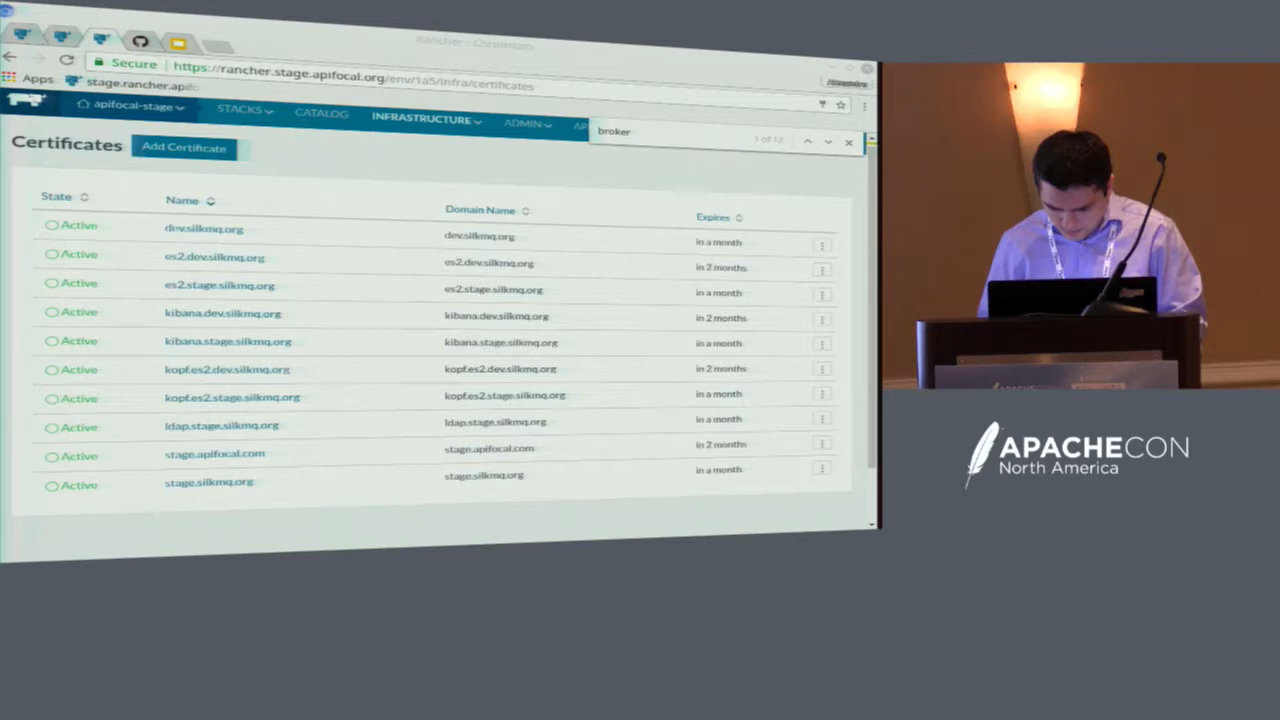 Rancher - Chromium
Secure https://rancher.stage.apifocal.org/env/1a5/infra/certificates
Apps stage.rancher.apifo
apifocal-stage STACKS CATALOG INFRASTRUCTURE ADMIN AP
broker 1 of 12
Certificates Add Certificate
State Name Domain Name Expires
Active dev.silkmq.org dev.silkmq.org in a month
Active es2.dev.silkmq.org es2.dev.silkmq.org in 2 months
Active es2.stage.silkmq.org es2.stage.silkmq.org in a month
Active kibana.dev.silkmq.org kibana.dev.silkmq.org in 2 months
Active kibana.stage.silkmq.org kibana.stage.silkmq.org in a month
Active kopf.es2.dev.silkmq.org kopf.es2.dev.silkmq.org in 2 months
Active kopf.es2.stage.silkmq.org kopf.es2.stage.silkmq.org in a month
Active ldap.stage.silkmq.org ldap.stage.silkmq.org in a month
Active stage.apifocal.com stage.apifocal.com in 2 months
Active stage.silkmq.org stage.silkmq.org in a month
APACHECON
North America